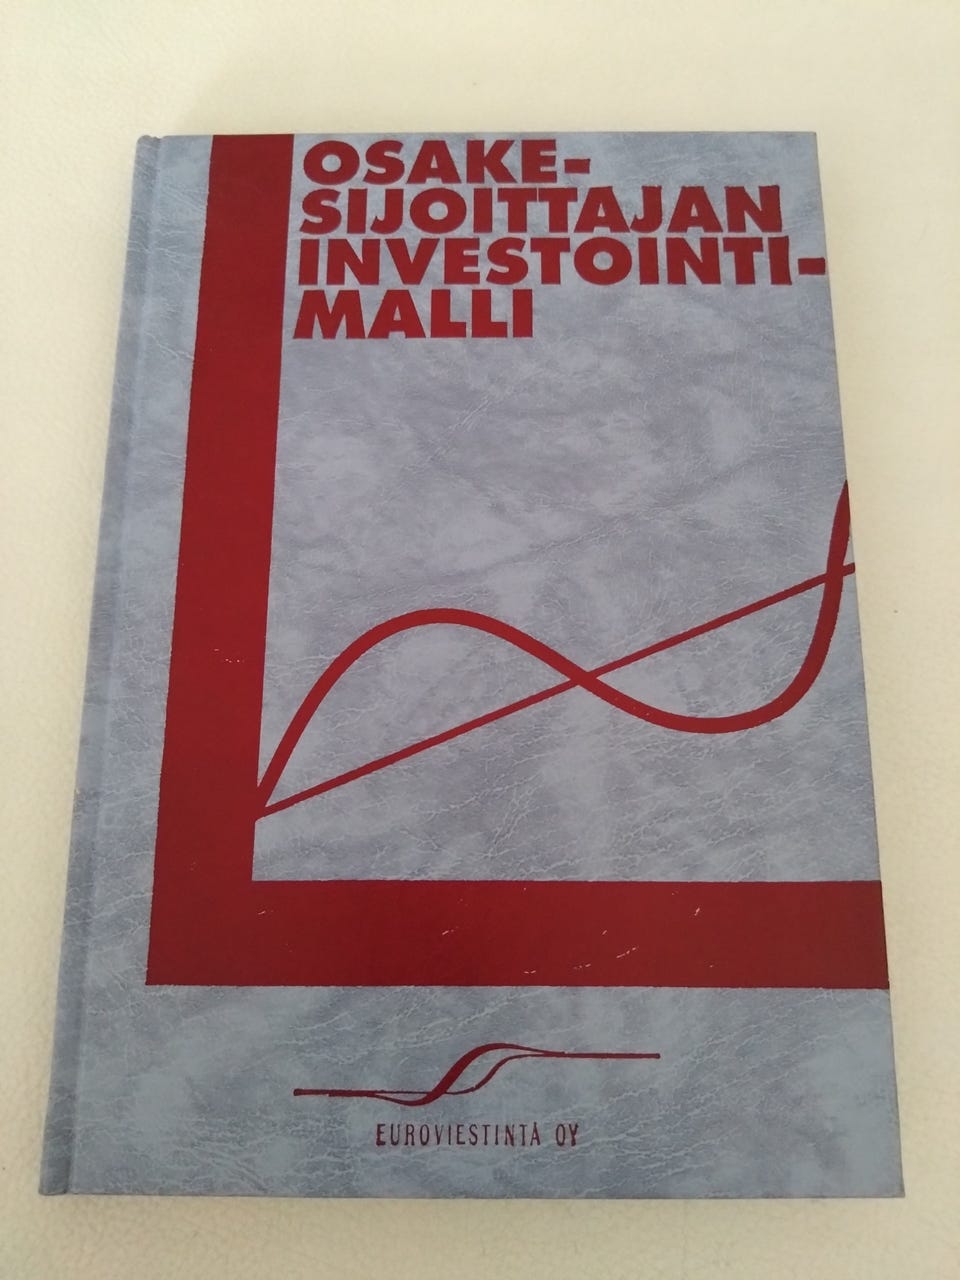 OSAKE-
SIJOITTAJAN
INVESTOINTI-
MALLI
EUROVIESTINTÄ OY